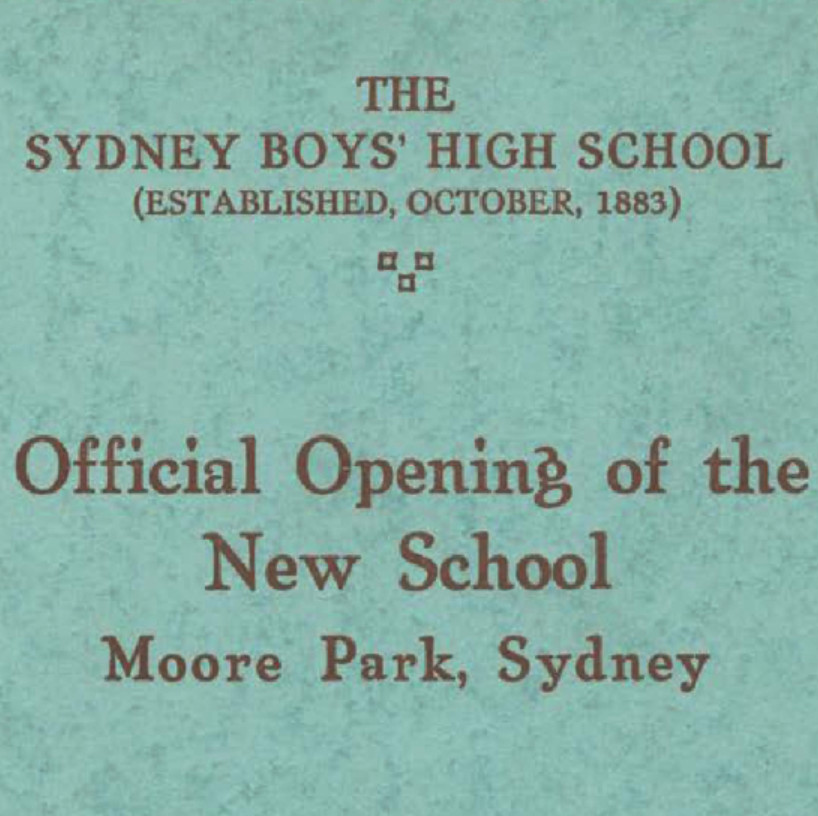 THE
SYDNEY BOYS' HIGH SCHOOL
(ESTABLISHED, OCTOBER, 1883)
Official Opening of the
New School
Moore Park, Sydney